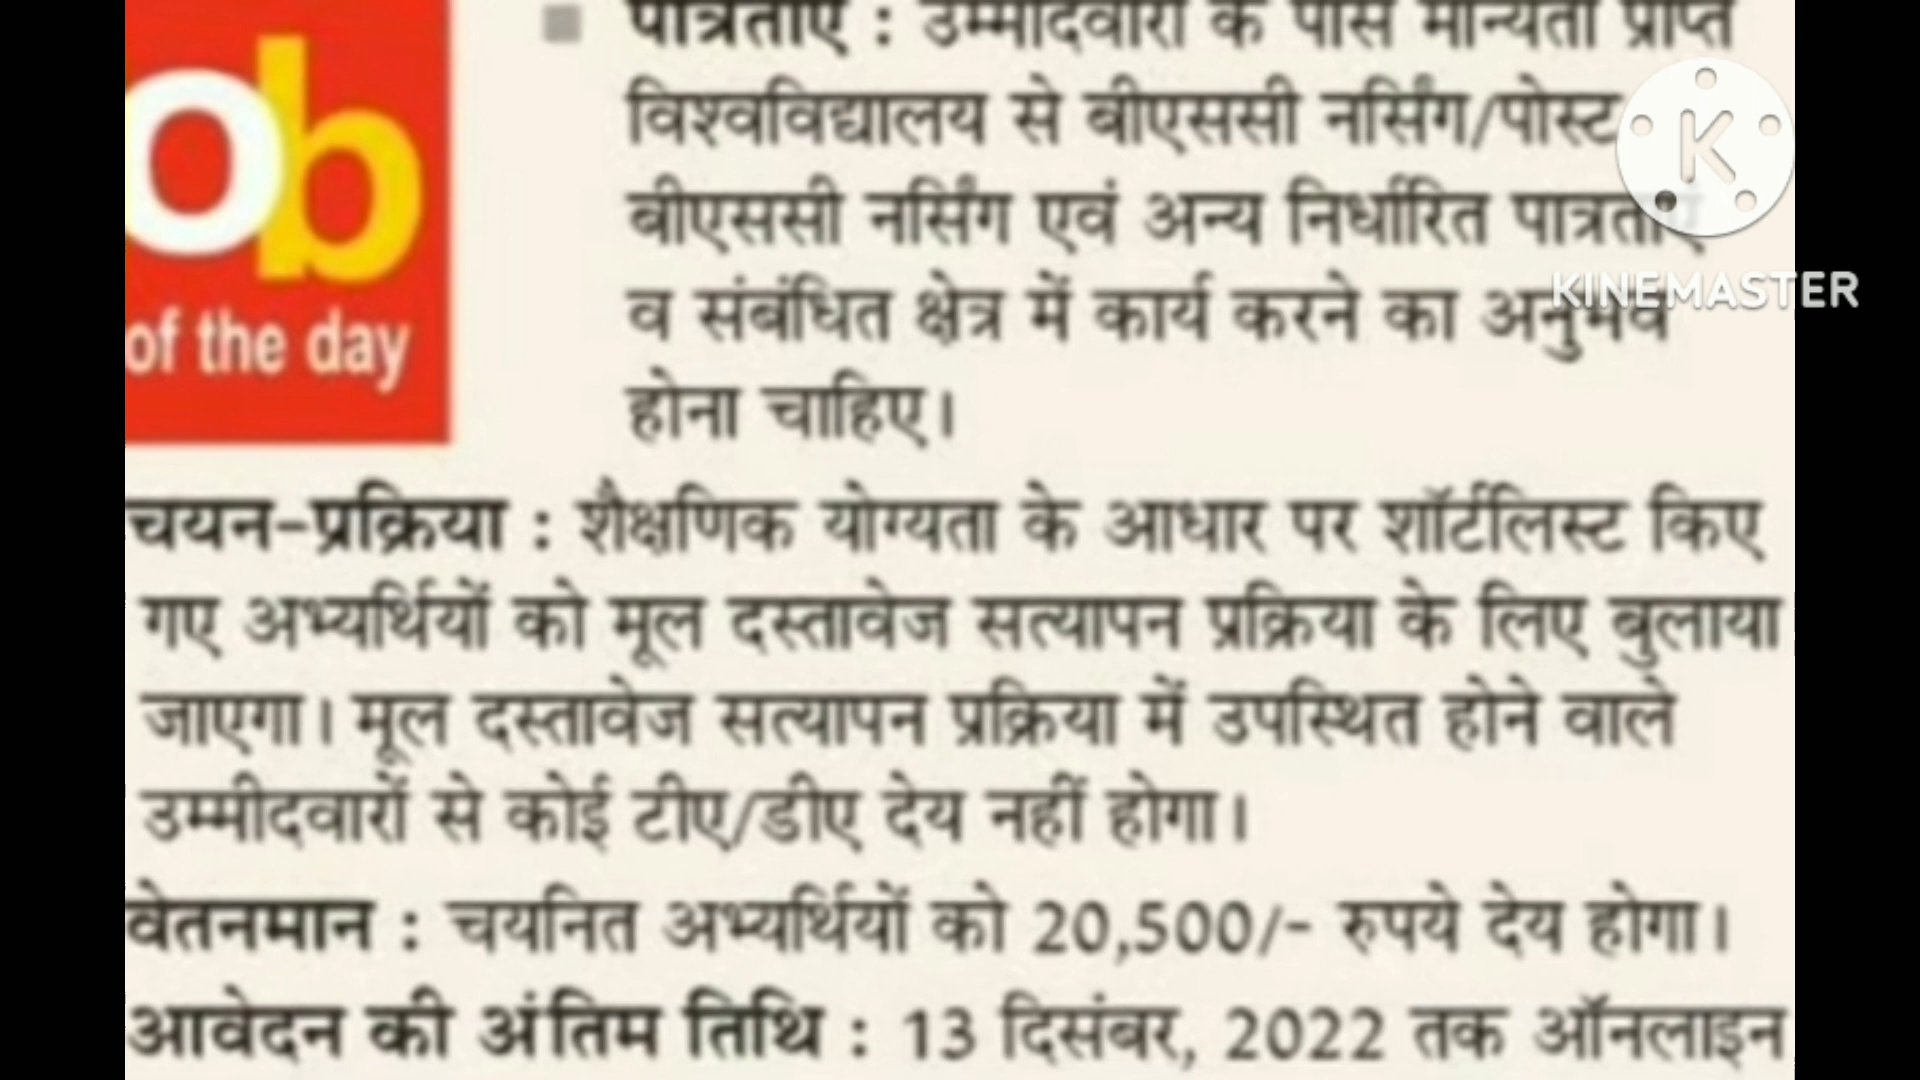 ob
of the day
पात्रताएं : उम्मीदवारों के पास मान्यता प्राप्त
विश्वविद्यालय से बीएससी नर्सिंग/पोस्ट
बीएससी नर्सिंग एवं अन्य निर्धारित पात्रताएं
व संबंधित क्षेत्र में कार्य करने का अनुभव
होना चाहिए।
K
KINEMASTER
चयन-प्रक्रिया : शैक्षणिक योग्यता के आधार पर शॉर्टलिस्ट किए
गए अभ्यर्थियों को मूल दस्तावेज सत्यापन प्रक्रिया के लिए बुलाया
जाएगा। मूल दस्तावेज सत्यापन प्रक्रिया में उपस्थित होने वाले
उम्मीदवारों से कोई टीए/डीए देय नहीं होगा।
वेतनमान : चयनित अभ्यर्थियों को 20,500/- रुपये देय होगा।
आवेदन की अंतिम तिथि : 13 दिसंबर, 2022 तक ऑनलाइन